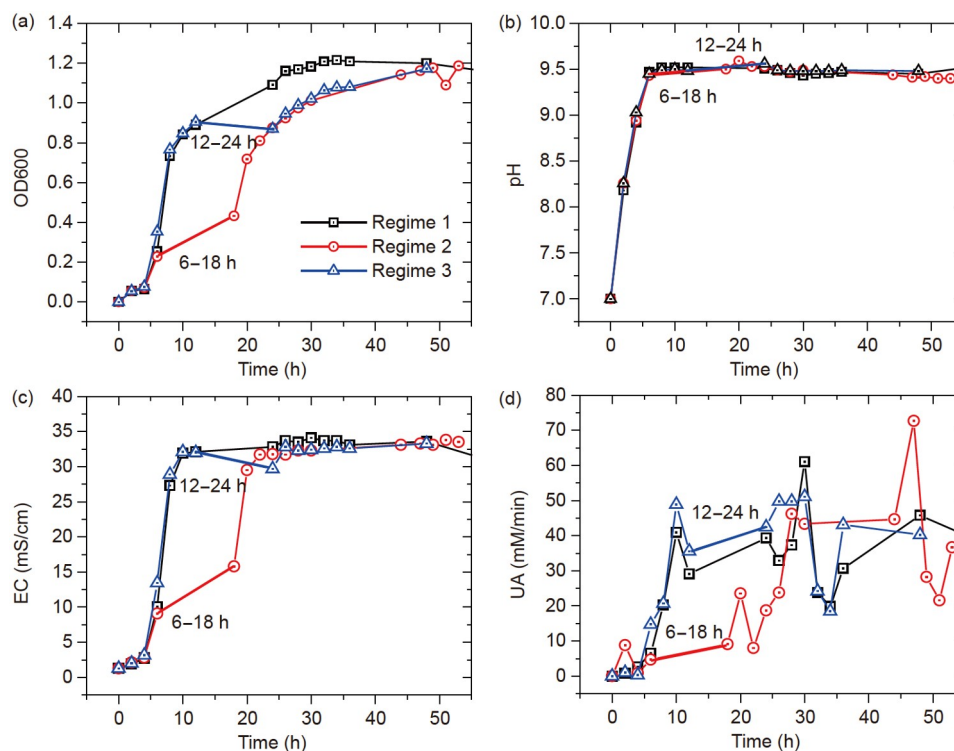 (a)
1.4
1.2
1.0
0.8
0.6
0.4
0.2
0.0
OD600
12–24 h
6–18 h
Regime 1
Regime 2
Regime 3
0 10 20 30 40 50
Time (h)
(b)
10.0
9.5
9.0
8.5
8.0
7.5
7.0
pH
12–24 h
6–18 h
0 10 20 30 40 50
Time (h)
(c)
40
35
30
25
20
15
10
5
0
EC (mS/cm)
12–24 h
6–18 h
0 10 20 30 40 50
Time (h)
(d)
80
70
60
50
40
30
20
10
0
UA (mM/min)
12–24 h
6–18 h
0 10 20 30 40 50
Time (h)